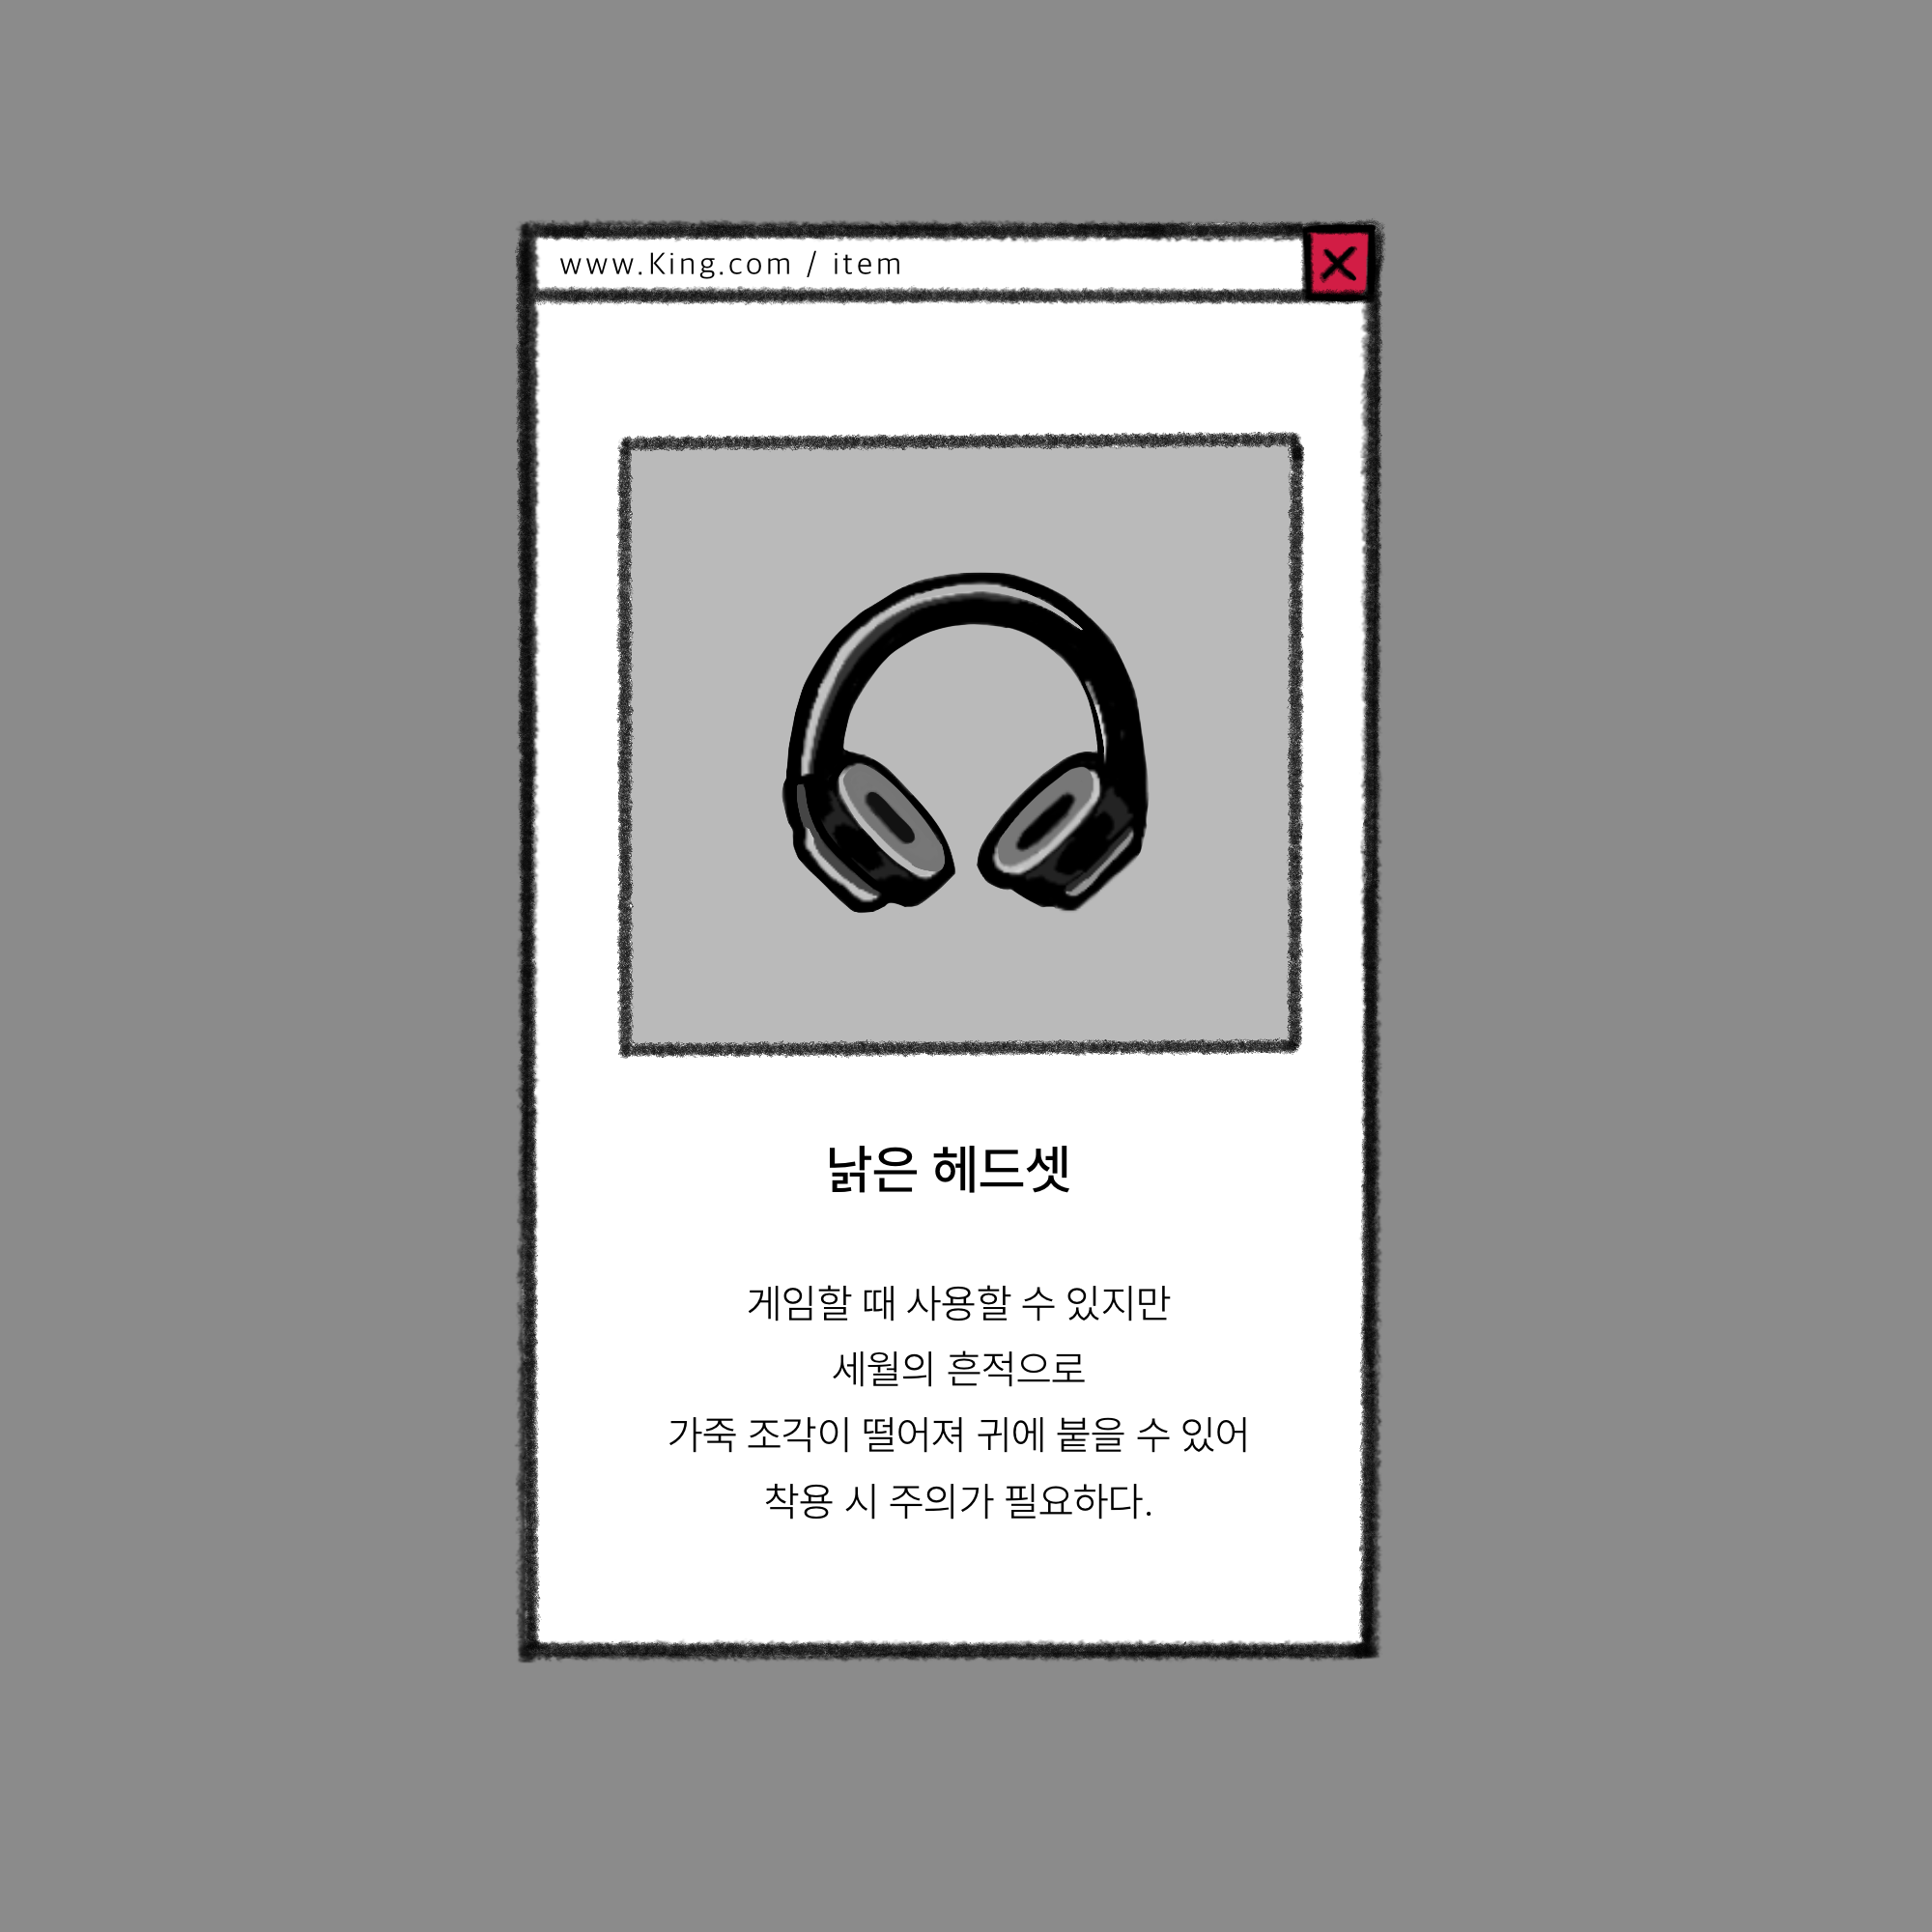 www.King.com / item
낡은 헤드셋
게임할 때 사용할 수 있지만
세월의 흔적으로
가죽 조각이 떨어져 귀에 붙을 수 있어
착용 시 주의가 필요하다.